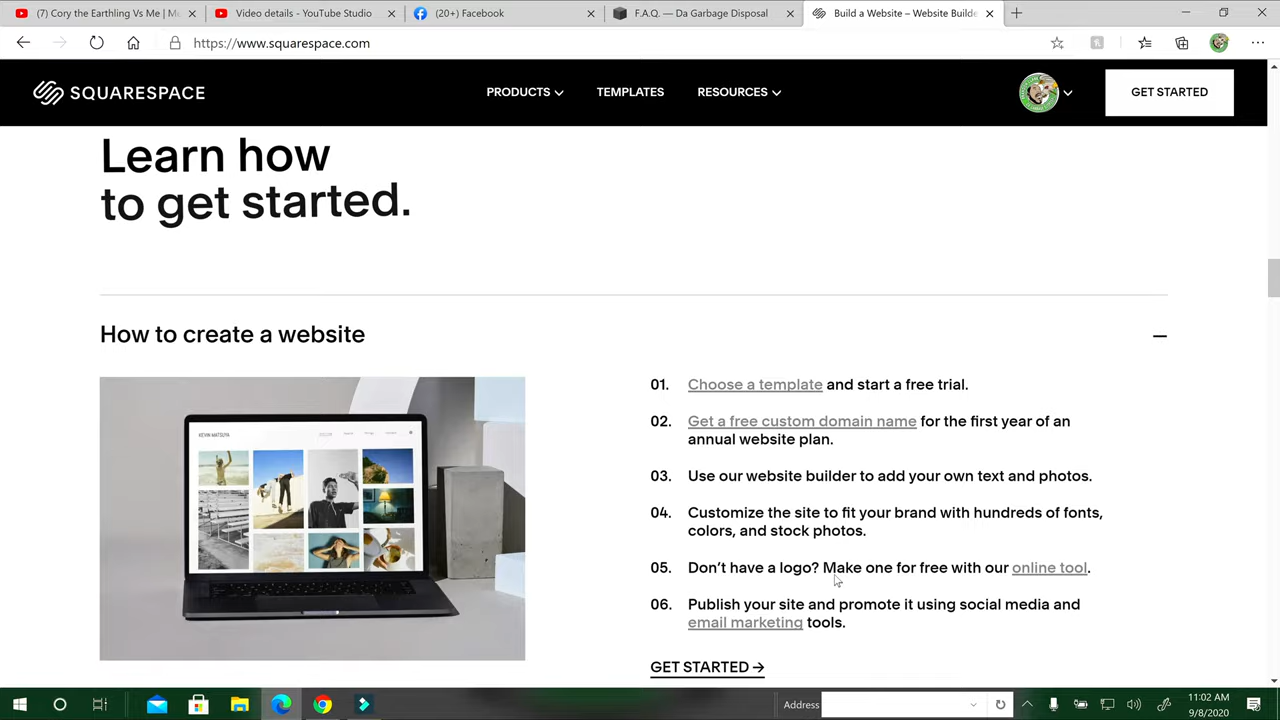 (7) Cory the Earthling Vs Me | M
Video details - YouTube Studio
(20+) Facebook
F.A.Q. — Da Garbage Disposal
Build a Website – Website Builde
https://www.squarespace.com
SQUARESPACE
PRODUCTS
TEMPLATES
RESOURCES
GET STARTED
Learn how
to get started.
How to create a website
KEVIN MATSUYA
01. Choose a template and start a free trial.
02. Get a free custom domain name for the first year of an
annual website plan.
03. Use our website builder to add your own text and photos.
04. Customize the site to fit your brand with hundreds of fonts,
colors, and stock photos.
05. Don’t have a logo? Make one for free with our online tool.
06. Publish your site and promote it using social media and
email marketing tools.
GET STARTED →
Address
11:02 AM
9/8/2020